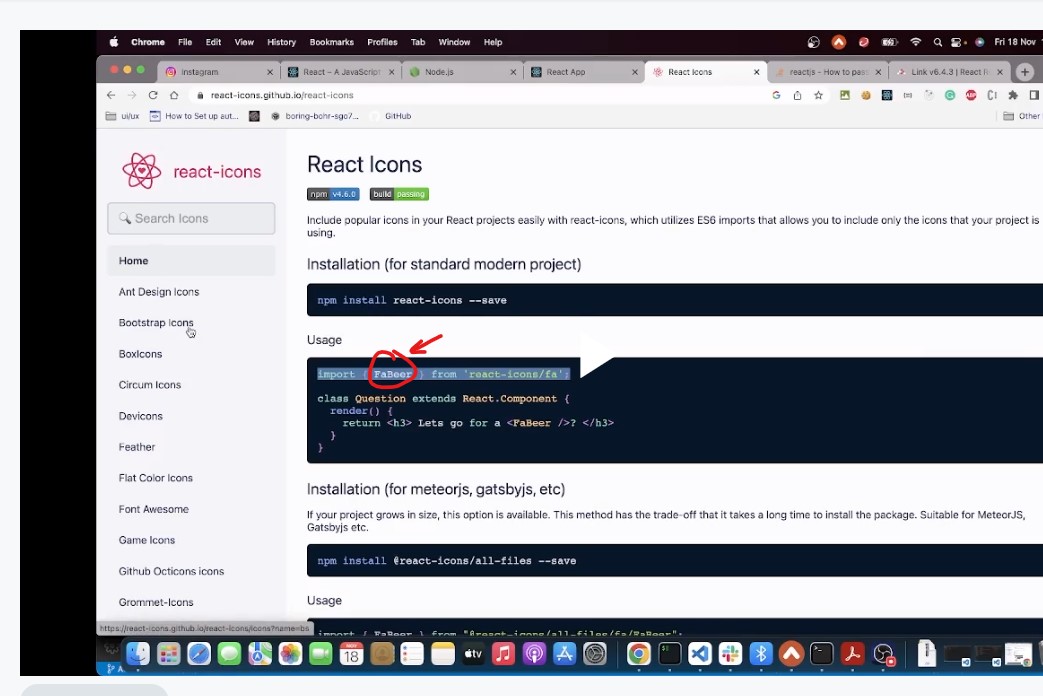 Chrome File Edit View History Bookmarks Profiles Tab Window Help
Fri 18 Nov
Instagram
React – A JavaScript
Node.js
React App
React Icons
reactjs - How to pas
Link v6.4.3 | React R
react-icons.github.io/react-icons
ui/ux
How to Set up aut...
boring-bohr-sgo7...
GitHub
Other
react-icons
Search Icons
Home
Ant Design Icons
Bootstrap Icons
BoxIcons
Circum Icons
Devicons
Feather
Flat Color Icons
Font Awesome
Game Icons
Github Octicons icons
Grommet-Icons
https://react-icons.github.io/react-icons/icons?name=bs
React Icons
npm v4.6.0
build passing
Include popular icons in your React projects easily with react-icons, which utilizes ES6 imports that allows you to include only the icons that your project is
using.
Installation (for standard modern project)
npm install react-icons --save
Usage
import { FaBeer } from 'react-icons/fa';
class Question extends React.Component {
render() {
return <h3> Lets go for a <FaBeer />? </h3>
}
}
Installation (for meteorjs, gatsbyjs, etc)
If your project grows in size, this option is available. This method has the trade-off that it takes a long time to install the package. Suitable for MeteorJS,
Gatsbyjs etc.
npm install @react-icons/all-files --save
Usage
import { FaBeer } from "@react-icons/all-files/fa/FaBeer";
tv
18